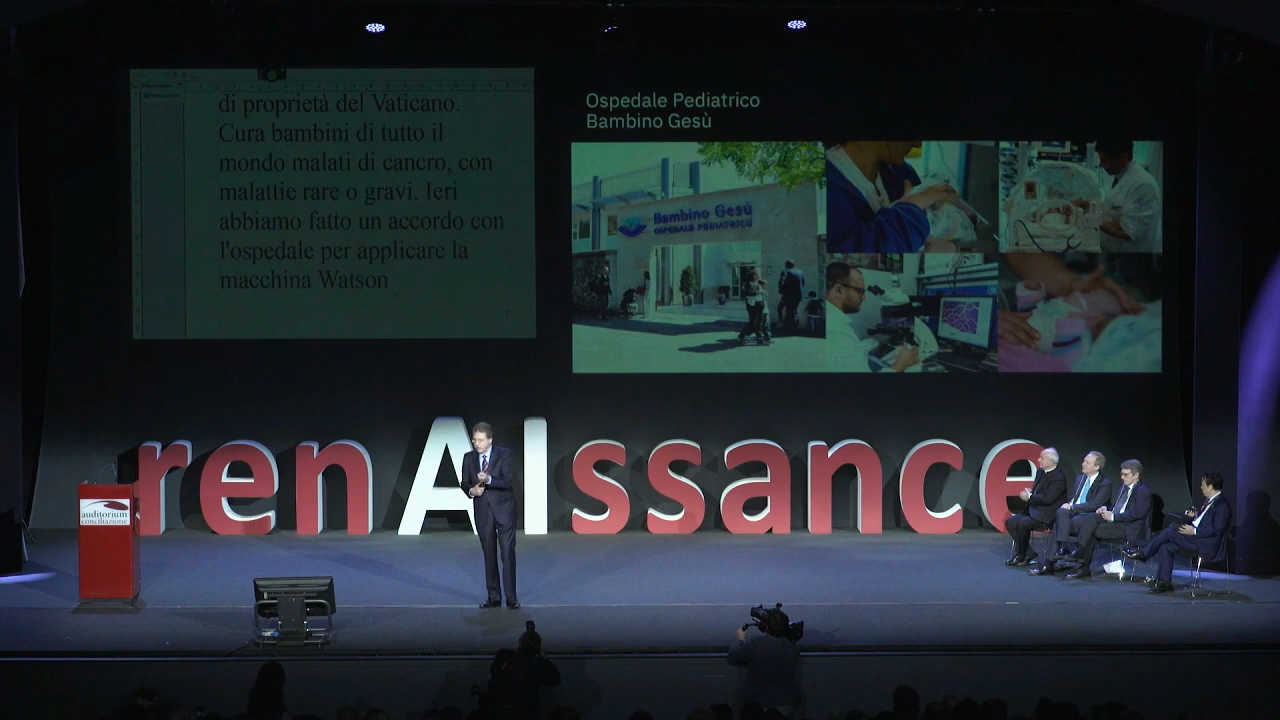 di proprietà del Vaticano.
Cura bambini di tutto il
mondo malati di cancro, con
malattie rare o gravi. Ieri
abbiamo fatto un accordo con
l'ospedale per applicare la
macchina Watson
Ospedale Pediatrico
Bambino Gesù
Bambino Gesù
OSPEDALE PEDIATRICO
renAIssance
auditorium
conciliazione